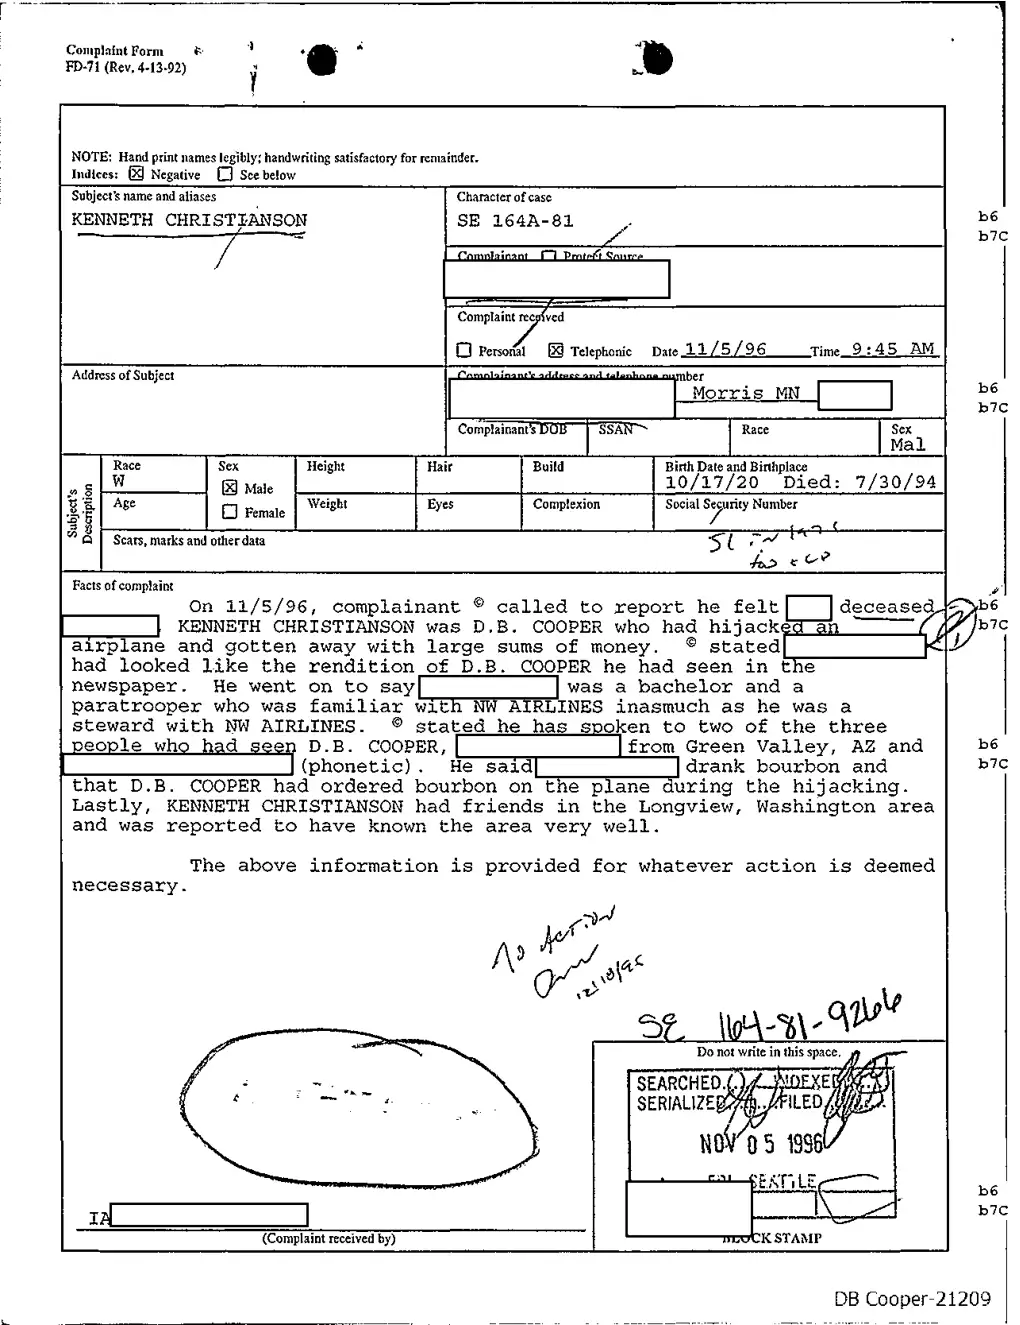 Complaint Form
FD-71 (Rev. 4-13-92)
NOTE: Hand print names legibly; handwriting satisfactory for remainder.
Indices: ☒ Negative ☐ See below
Subject's name and aliases
KENNETH CHRISTIANSON
Character of case
SE 164A-81
b6
b7C
Complainant ☐ Protect Source
Complaint received
☐ Personal ☒ Telephonic Date 11/5/96 Time 9:45 AM
Address of Subject
Complainant's address and telephone number
Morris MN
b6
b7C
Complainant's DOB
SSAN
Race
Sex
Mal
Subject's Description
Race
W
Sex
☒ Male
☐ Female
Height
Hair
Build
Birth Date and Birthplace
10/17/20 Died: 7/30/94
Age
Weight
Eyes
Complexion
Social Security Number
Scars, marks and other data
Facts of complaint
On 11/5/96, complainant © called to report he felt deceased
KENNETH CHRISTIANSON was D.B. COOPER who had hijacked an
airplane and gotten away with large sums of money. © stated
had looked like the rendition of D.B. COOPER he had seen in the
newspaper. He went on to say was a bachelor and a
paratrooper who was familiar with NW AIRLINES inasmuch as he was a
steward with NW AIRLINES. © stated he has spoken to two of the three
people who had seen D.B. COOPER, from Green Valley, AZ and
(phonetic). He said drank bourbon and
that D.B. COOPER had ordered bourbon on the plane during the hijacking.
Lastly, KENNETH CHRISTIANSON had friends in the Longview, Washington area
and was reported to have known the area very well.
b6
b7C
b6
b7C
The above information is provided for whatever action is deemed
necessary.
No Action
SE 164-81-9266
Do not write in this space.
SEARCHED INDEXED
SERIALIZED FILED
NOV 05 1996
FBI SEATTLE
b6
b7C
IA
(Complaint received by)
BLOCK STAMP
DB Cooper-21209